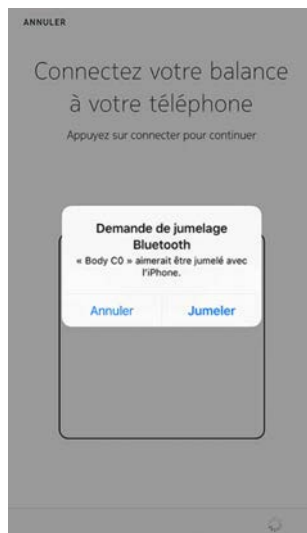 ANNULER
Connectez votre balance
à votre téléphone
Appuyez sur connecter pour continuer
Demande de jumelage
Bluetooth
« Body C0 » aimerait être jumelé avec
l'iPhone.
Annuler Jumeler